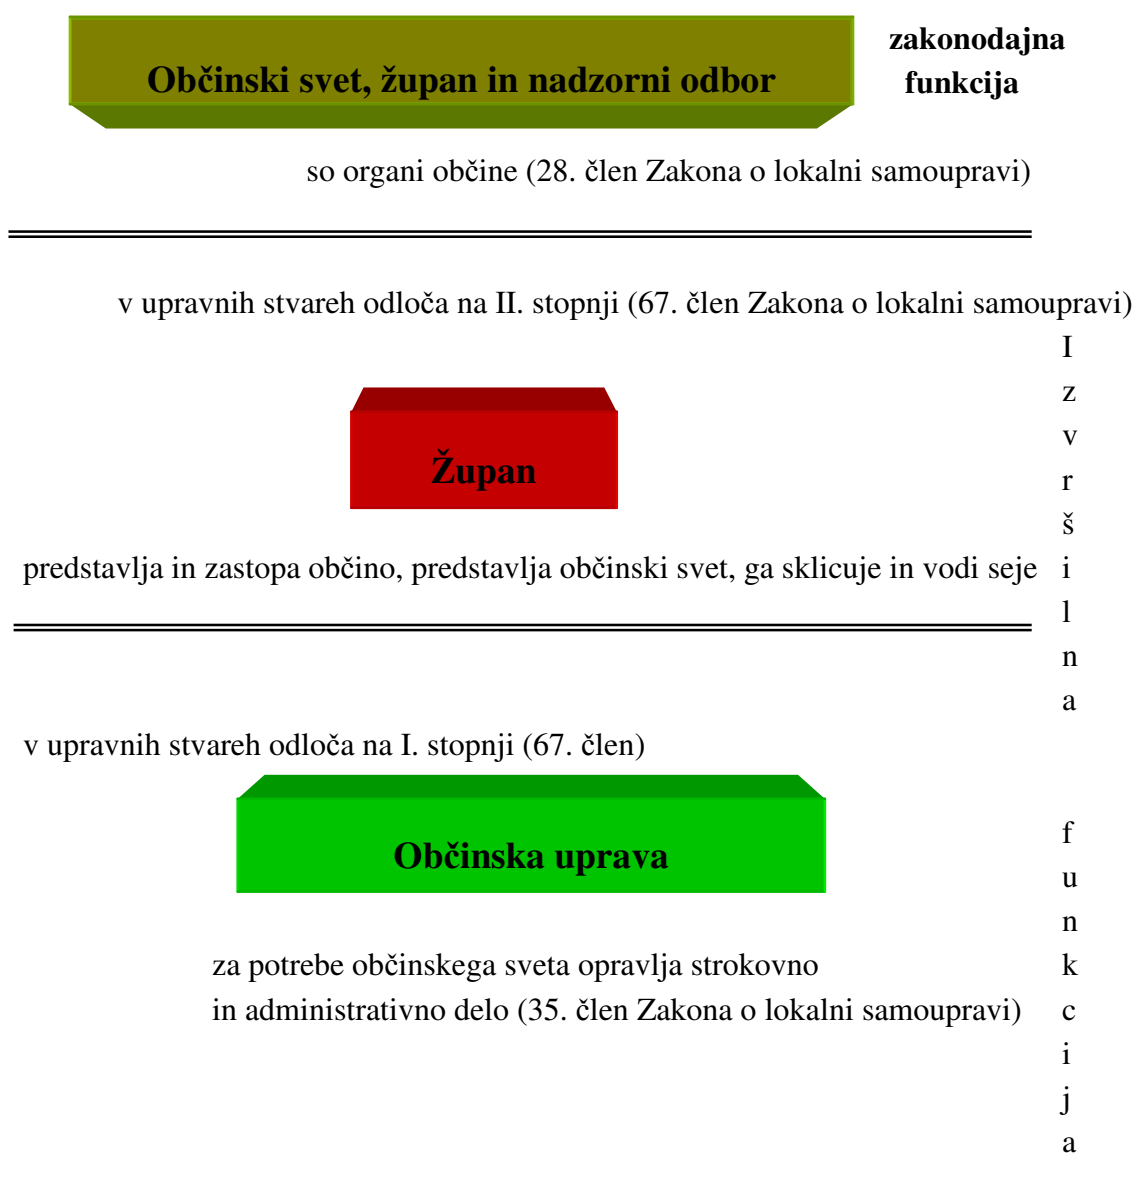 zakonodajna
Občinski svet, župan in nadzorni odbor
funkcija
so organi občine (28. člen Zakona o lokalni samoupravi)
v upravnih stvareh odloča na II. stopnji (67. člen Zakona o lokalni samoupravi)
Župan
predstavlja in zastopa občino, predstavlja občinski svet, ga sklicuje in vodi seje
v upravnih stvareh odloča na I. stopnji (67. člen)
Občinska uprava
za potrebe občinskega sveta opravlja strokovno
in administrativno delo (35. člen Zakona o lokalni samoupravi)
Izvršilna
funkcija